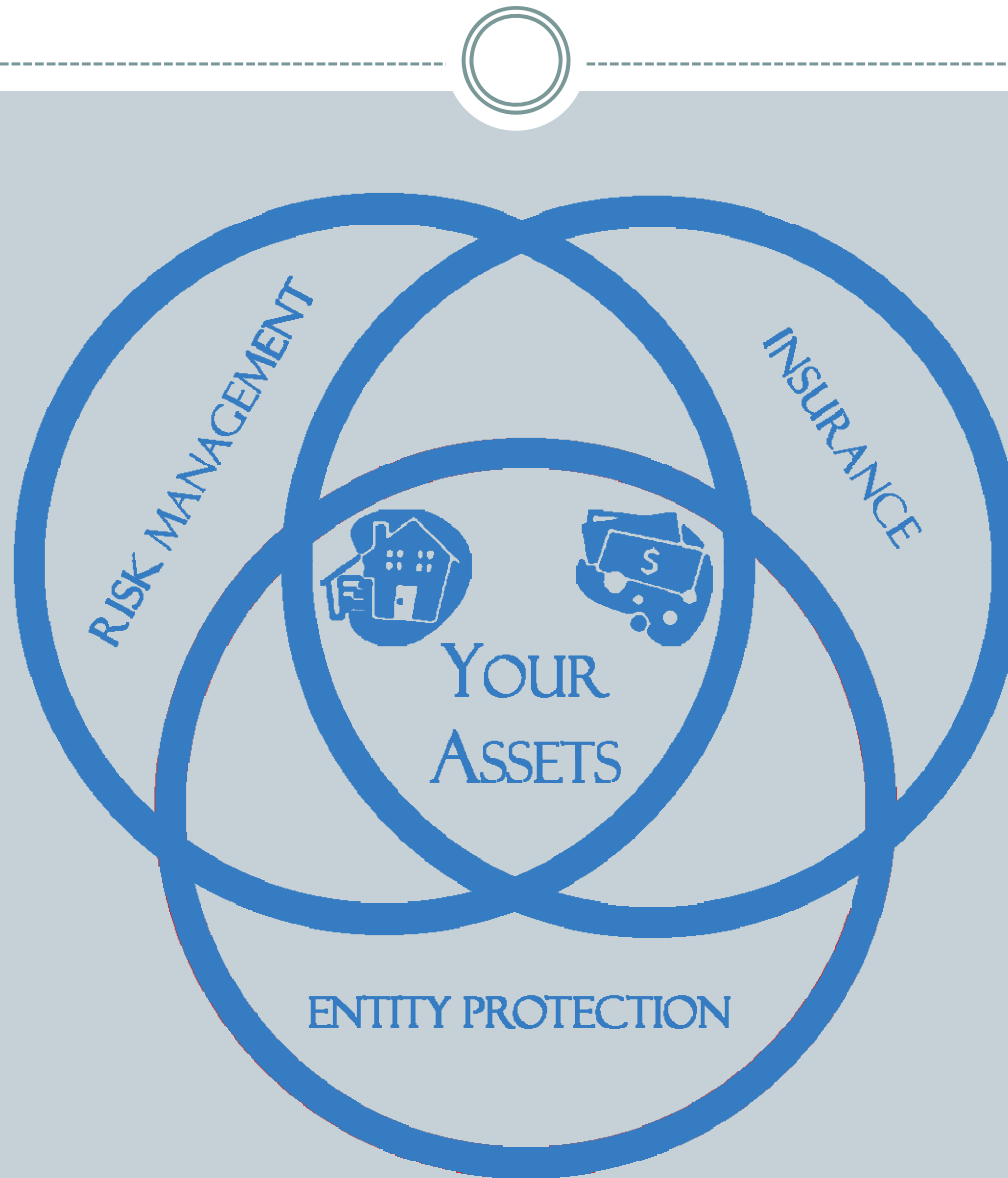 RISK MANAGEMENT
INSURANCE
$
YOUR
ASSETS
ENTITY PROTECTION